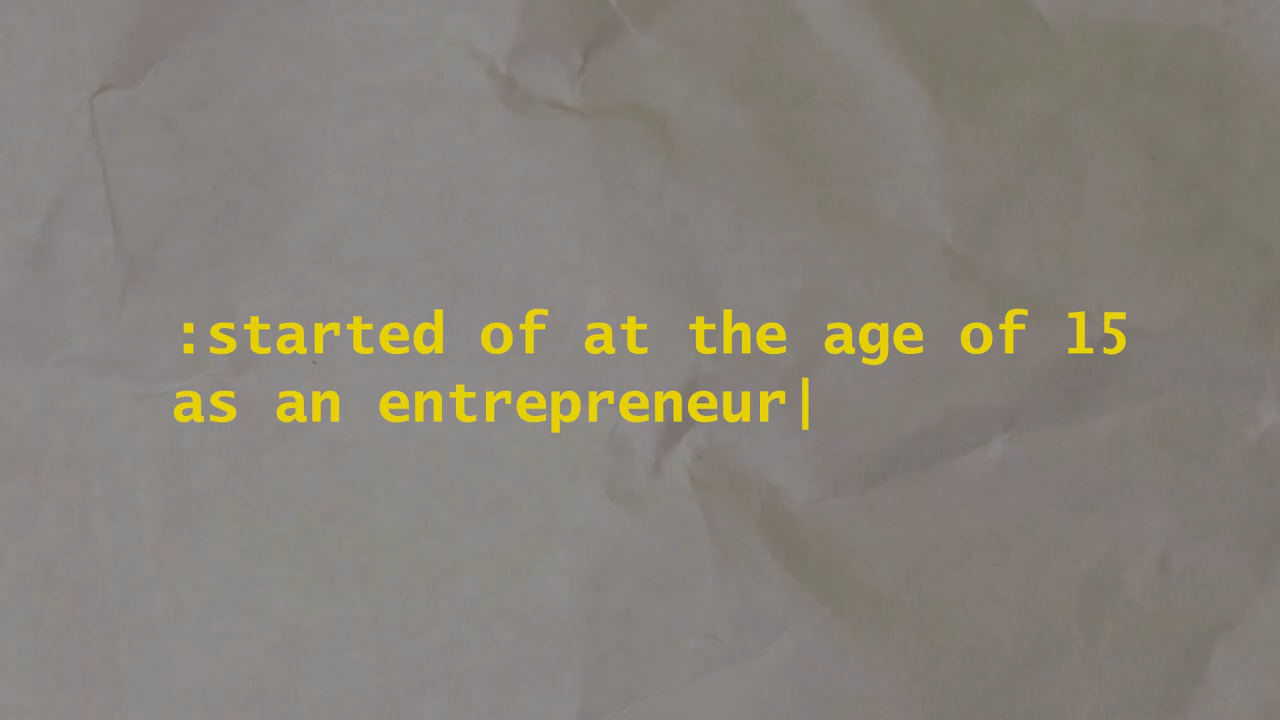 :started of at the age of 15
as an entrepreneur|